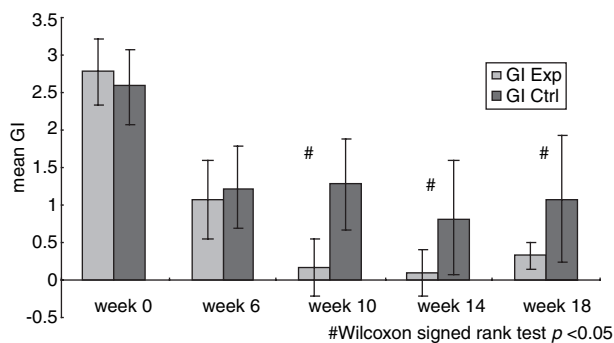 3.5
3
2.5
2
1.5
1
0.5
0
-0.5
mean GI
GI Exp
GI Ctrl
#
#
#
week 0 week 6 week 10 week 14 week 18
#Wilcoxon signed rank test p <0.05